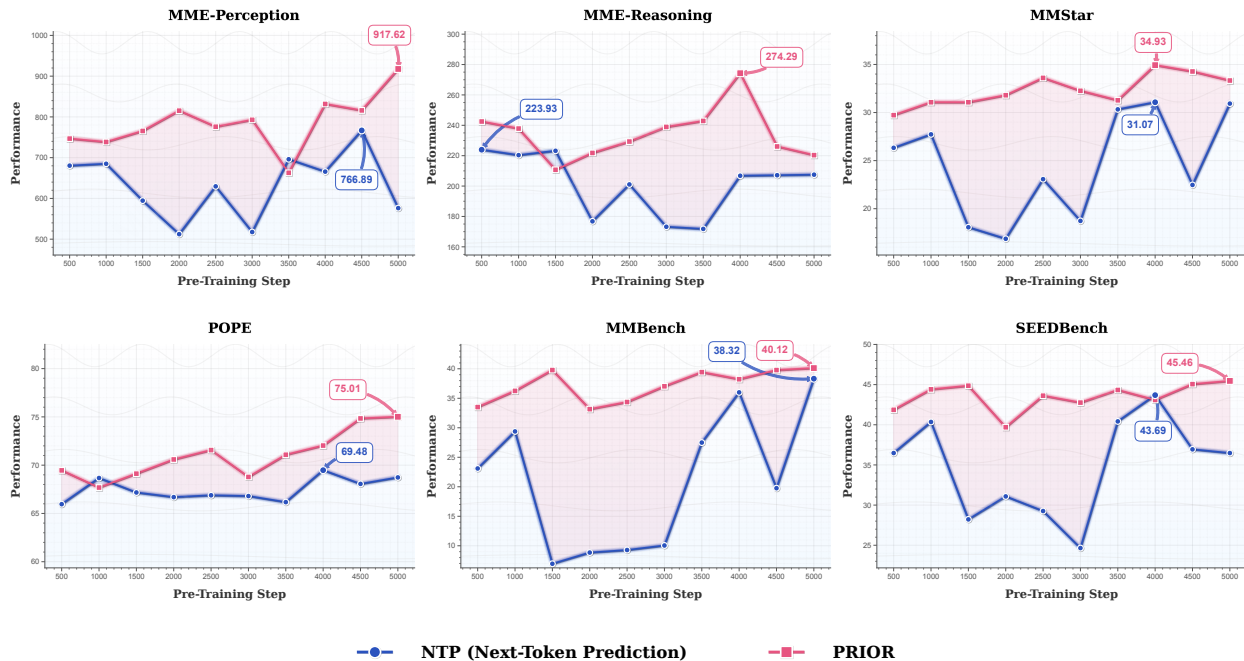 MME-Perception
MME-Reasoning
MMStar
1000
900
800
700
600
500
Performance
917.62
766.89
500 1000 1500 2000 2500 3000 3500 4000 4500 5000
Pre-Training Step
300
280
260
240
220
200
180
160
Performance
223.93
274.29
500 1000 1500 2000 2500 3000 3500 4000 4500 5000
Pre-Training Step
35
30
25
20
Performance
34.93
31.07
500 1000 1500 2000 2500 3000 3500 4000 4500 5000
Pre-Training Step
POPE
MMBench
SEEDBench
80
75
70
65
60
Performance
75.01
69.48
500 1000 1500 2000 2500 3000 3500 4000 4500 5000
Pre-Training Step
40
35
30
25
20
15
10
Performance
38.32
40.12
500 1000 1500 2000 2500 3000 3500 4000 4500 5000
Pre-Training Step
50
45
40
35
30
25
Performance
45.46
43.69
500 1000 1500 2000 2500 3000 3500 4000 4500 5000
Pre-Training Step
NTP (Next-Token Prediction)
PRIOR